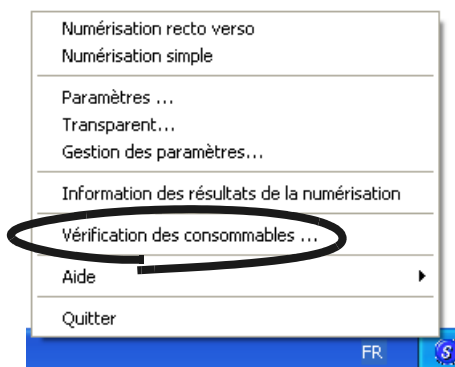 Numérisation recto verso
Numérisation simple
Paramètres ...
Transparent...
Gestion des paramètres...
Information des résultats de la numérisation
Vérification des consommables ...
Aide
Quitter
FR
S